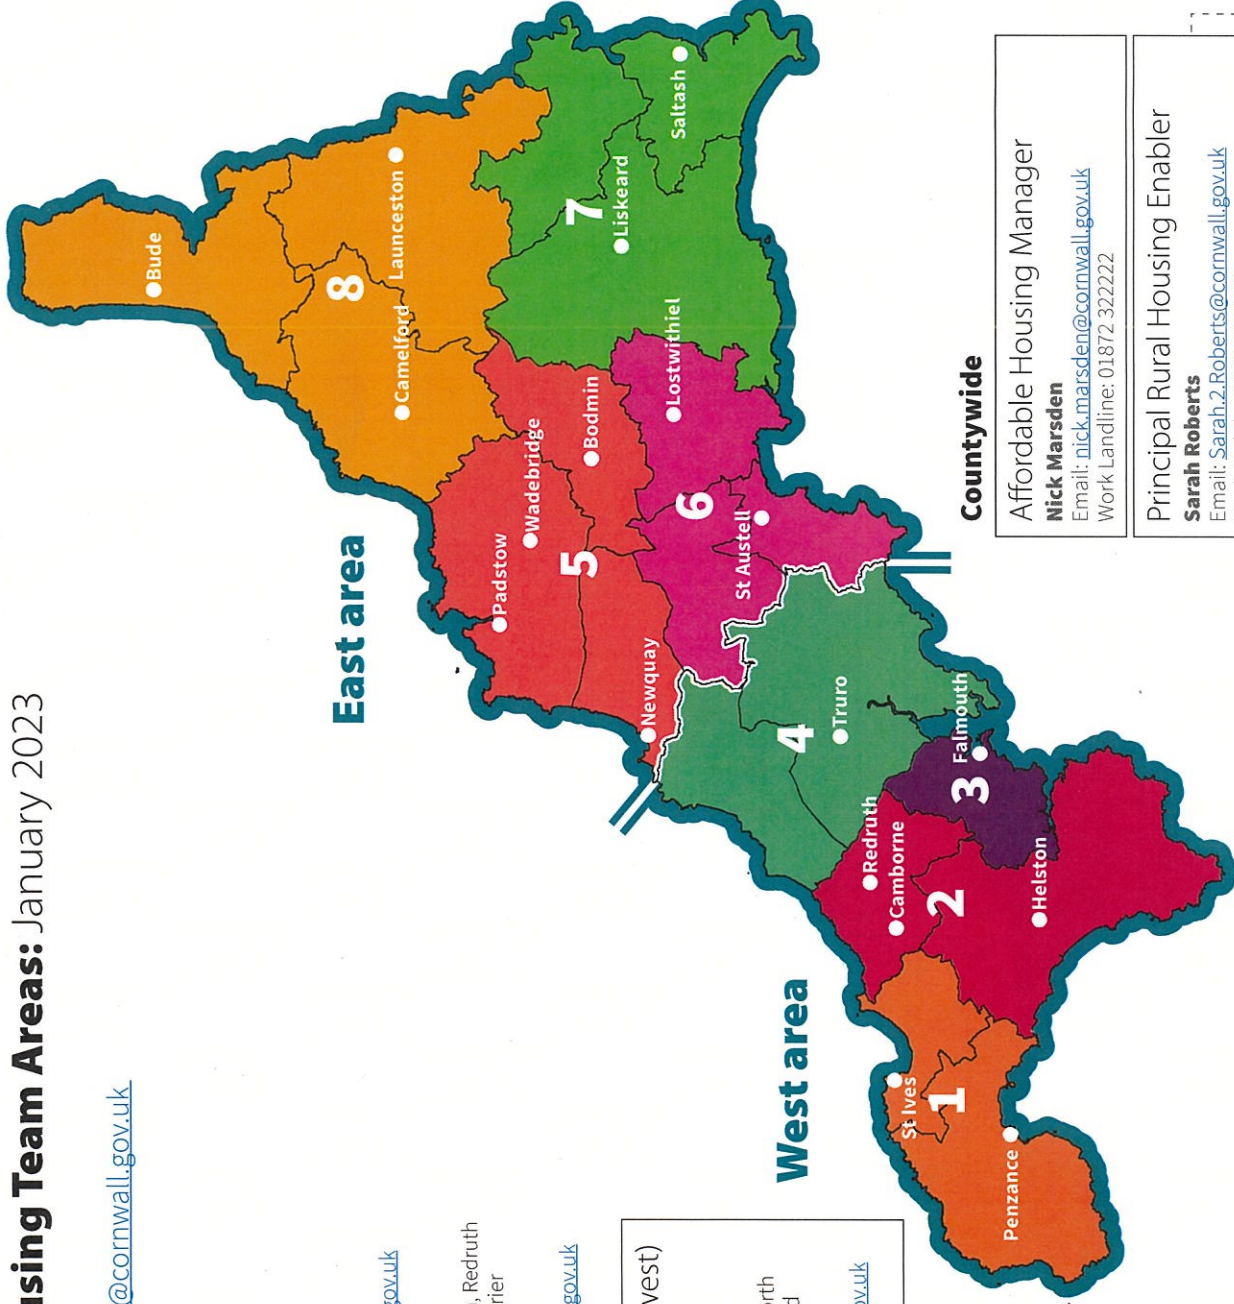 using Team Areas: January 2023
@cornwall.gov.uk
gov.uk
, Redruth
rier
gov.uk
vest)
orth
d
ov.uk
East area
West area
Bude
8
Camelford
Launceston
Padstow
Wadebridge
5
Bodmin
Newquay
7
Liskeard
Saltash
Lostwithiel
6
St Austell
4
Truro
3
Falmouth
Redruth
Camborne
2
Helston
St Ives
1
Penzance
Countywide
Affordable Housing Manager
Nick Marsden
Email: nick.marsden@cornwall.gov.uk
Work Landline: 01872 322222
Principal Rural Housing Enabler
Sarah Roberts
Email: Sarah.2.Roberts@cornwall.gov.uk